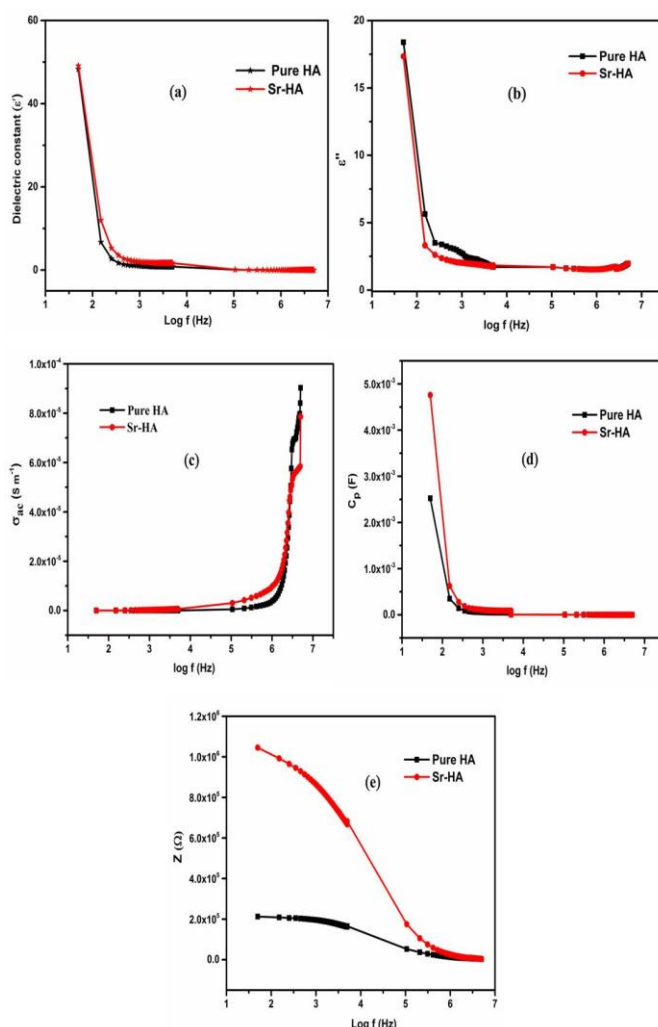 60
40
20
0
Dielectric constant (ε')
Pure HA
Sr-HA
(a)
1 2 3 4 5 6 7
Log f (Hz)
20
15
10
5
0
ε"
Pure HA
Sr-HA
(b)
1 2 3 4 5 6 7
log f (Hz)
1.0x10⁻⁴
8.0x10⁻⁵
6.0x10⁻⁵
4.0x10⁻⁵
2.0x10⁻⁵
0.0
σac (S m⁻¹)
Pure HA
Sr-HA
(c)
1 2 3 4 5 6 7
log f (Hz)
5.0x10⁻³
4.0x10⁻³
3.0x10⁻³
2.0x10⁻³
1.0x10⁻³
0.0
Cp (F)
Pure HA
Sr-HA
(d)
1 2 3 4 5 6 7
log f (Hz)
1.2x10⁶
1.0x10⁶
8.0x10⁵
6.0x10⁵
4.0x10⁵
2.0x10⁵
0.0
Z (Ω)
Pure HA
Sr-HA
(e)
1 2 3 4 5 6 7
Log f (Hz)